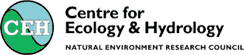 CEH
Centre for
Ecology & Hydrology
NATURAL ENVIRONMENT RESEARCH COUNCIL